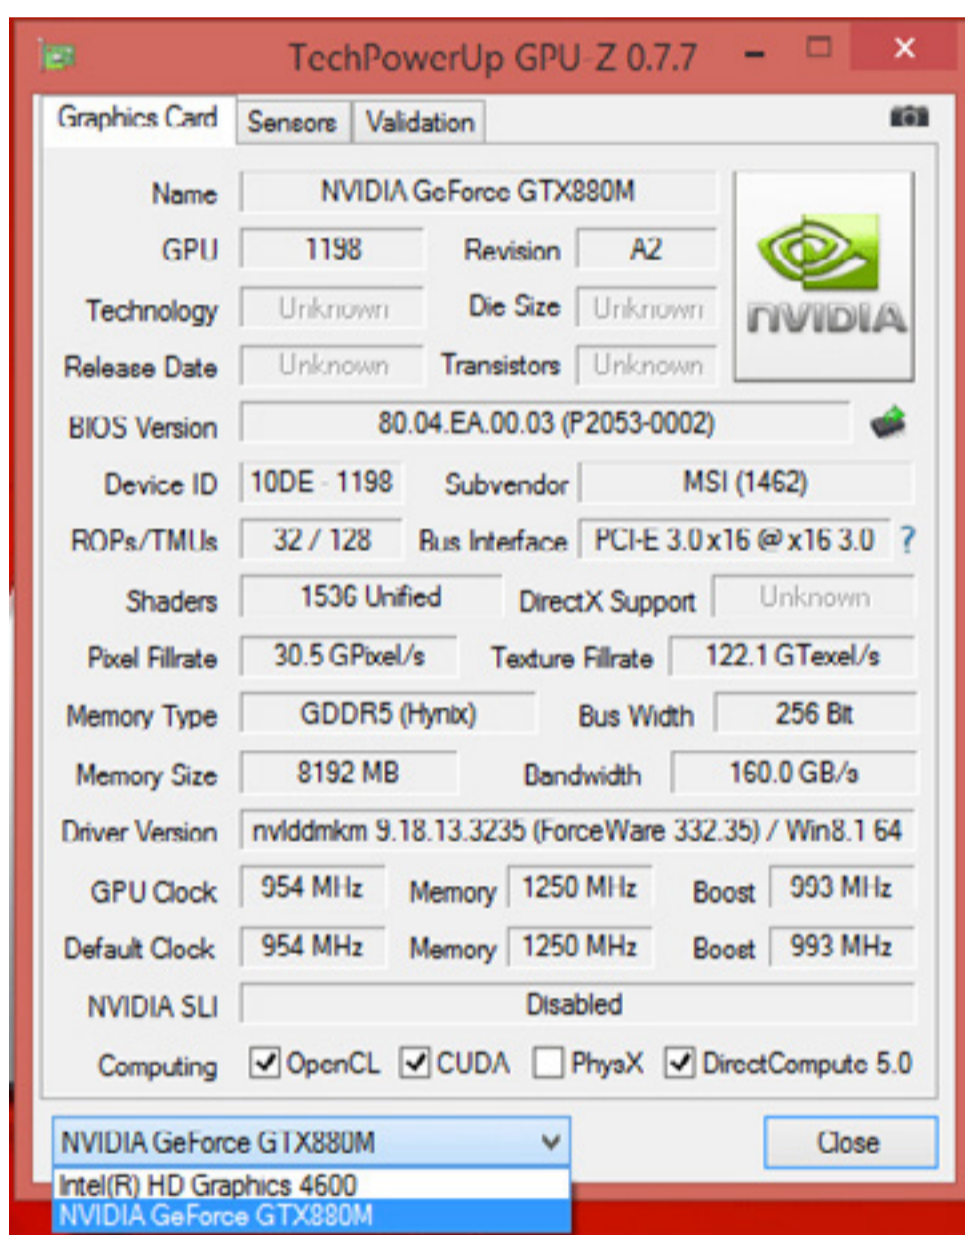 TechPowerUp GPU-Z 0.7.7
Graphics Card Sensors Validation
Name NVIDIA GeForce GTX880M
GPU 1198 Revision A2
Technology Unknown Die Size Unknown
NVIDIA
Release Date Unknown Transistors Unknown
BIOS Version 80.04.EA.00.03 (P2053-0002)
Device ID 10DE - 1198 Subvendor MSI (1462)
ROPs/TMUs 32 / 128 Bus Interface PCI-E 3.0 x16 @ x16 3.0 ?
Shaders 1536 Unified DirectX Support Unknown
Pixel Fillrate 30.5 GPixel/s Texture Fillrate 122.1 GTexel/s
Memory Type GDDR5 (Hynix) Bus Width 256 Bit
Memory Size 8192 MB Bandwidth 160.0 GB/s
Driver Version nvlddmkm 9.18.13.3235 (ForceWare 332.35) / Win8.1 64
GPU Clock 954 MHz Memory 1250 MHz Boost 993 MHz
Default Clock 954 MHz Memory 1250 MHz Boost 993 MHz
NVIDIA SLI Disabled
Computing OpenCL CUDA PhysX DirectCompute 5.0
NVIDIA GeForce GTX880M Close
Intel(R) HD Graphics 4600
NVIDIA GeForce GTX880M